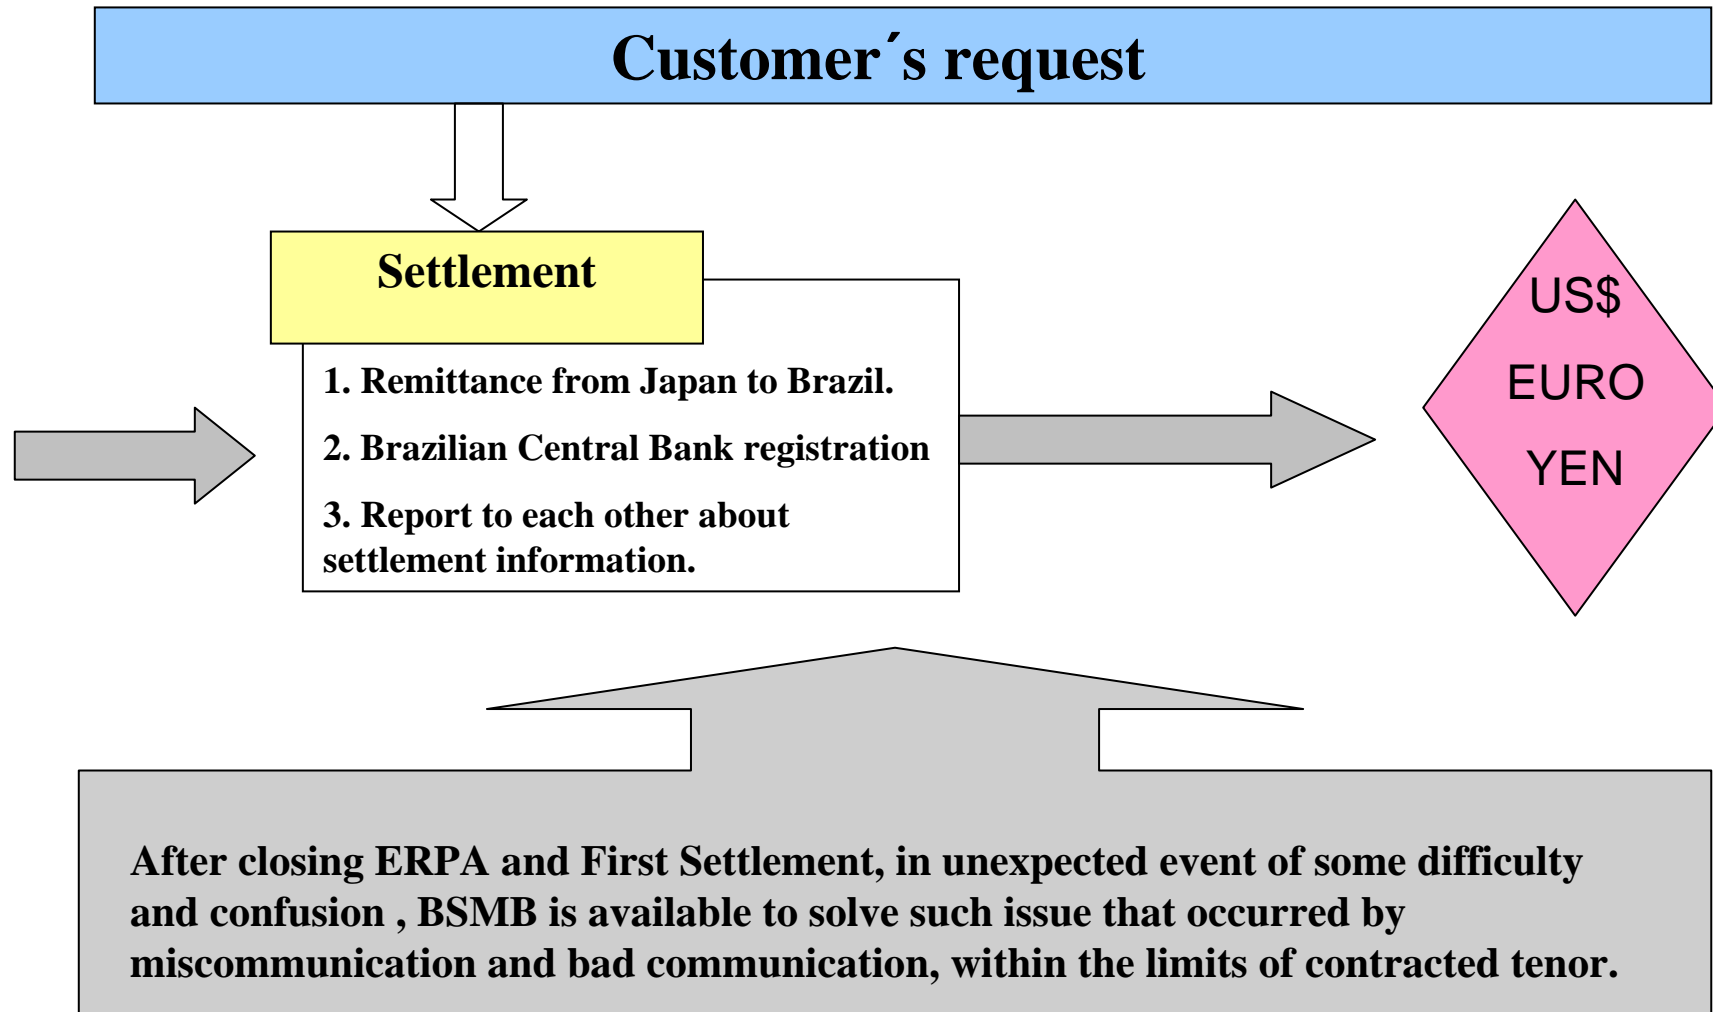 Customer´s request
Settlement
1. Remittance from Japan to Brazil.
2. Brazilian Central Bank registration
3. Report to each other about
settlement information.
US$
EURO
YEN
After closing ERPA and First Settlement, in unexpected event of some difficulty
and confusion , BSMB is available to solve such issue that occurred by
miscommunication and bad communication, within the limits of contracted tenor.